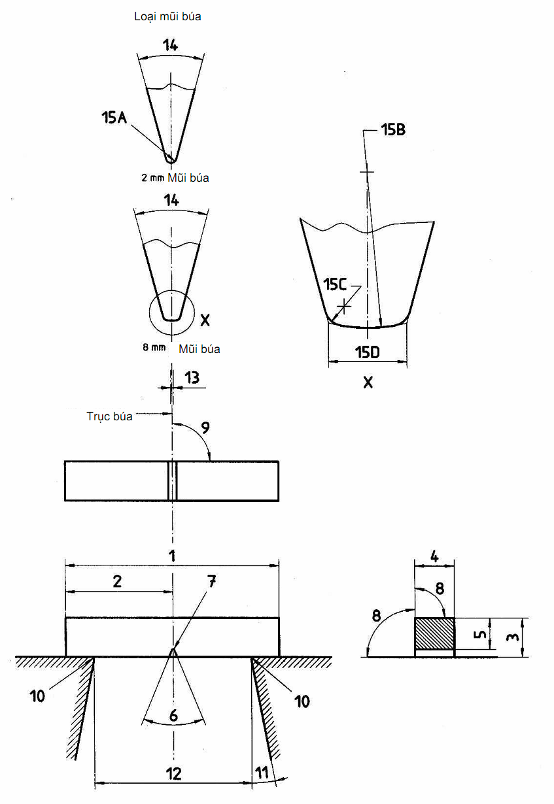 Loại mũi búa
14
15A
2 mm Mũi búa
14
15B
15C
X
8 mm Mũi búa
15D
X
13
Trục búa
9
1
2
7
4
8
8
5
3
10
10
6
12
11